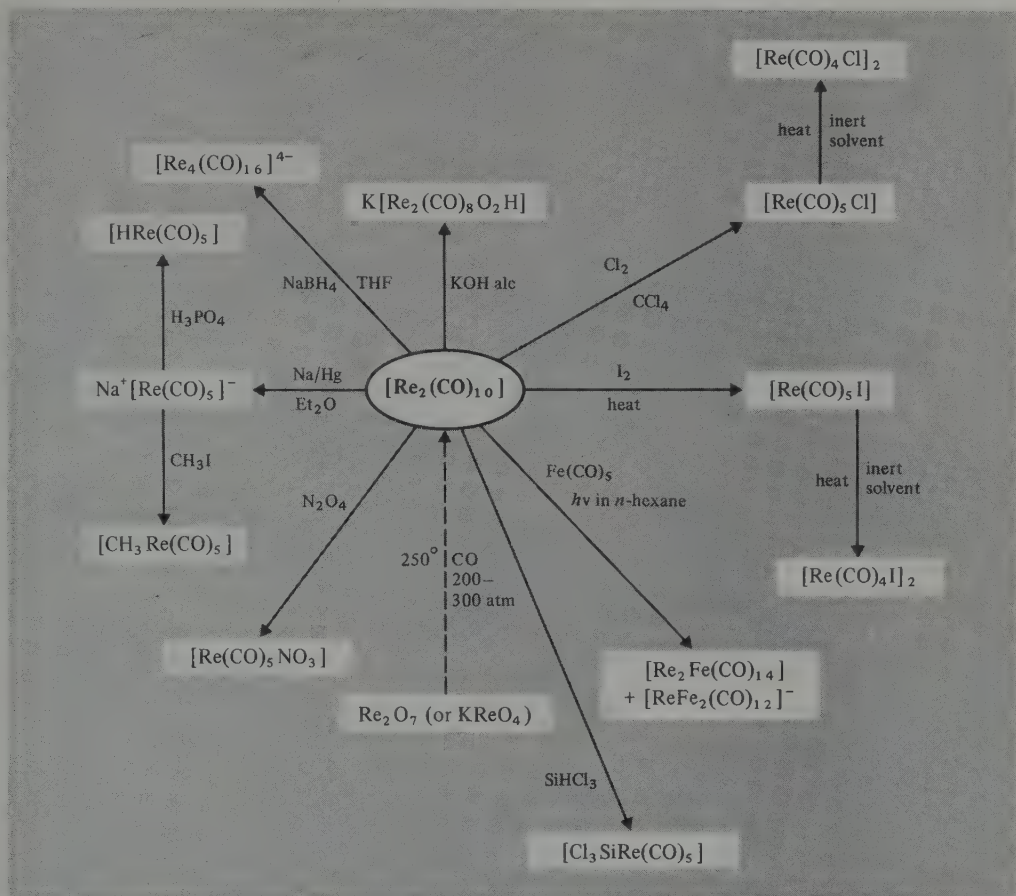 [Re(CO)₄Cl]₂
heat
inert
solvent
[Re₄(CO)₁₆]⁴⁻
K[Re₂(CO)₈O₂H]
[Re(CO)₅Cl]
[HRe(CO)₅]
Cl₂
CCl₄
NaBH₄
THF
KOH alc
H₃PO₄
Na⁺[Re(CO)₅]⁻
Na/Hg
Et₂O
[Re₂(CO)₁₀]
I₂
heat
[Re(CO)₅I]
CH₃I
N₂O₄
Fe(CO)₅
hν in n-hexane
heat
inert
solvent
[CH₃Re(CO)₅]
250°
CO
200–
300 atm
[Re(CO)₄I]₂
[Re(CO)₅NO₃]
[Re₂Fe(CO)₁₄]
+ [ReFe₂(CO)₁₂]⁻
Re₂O₇ (or KReO₄)
SiHCl₃
[Cl₃SiRe(CO)₅]